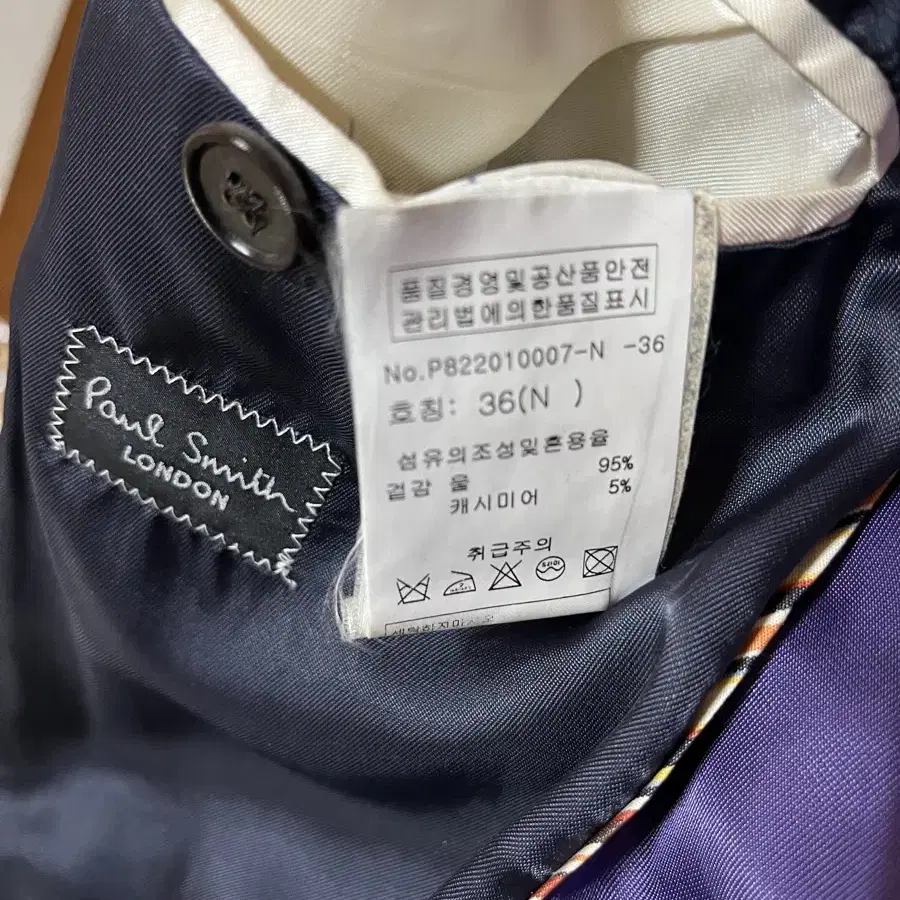 Paul Smith
LONDON
품질경영및공산품안전
관리법에의한품질표시
No.P822010007-N -36
호칭: 36(N )
섬유의조성및혼용율
겉감 울 95%
캐시미어 5%
취급주의